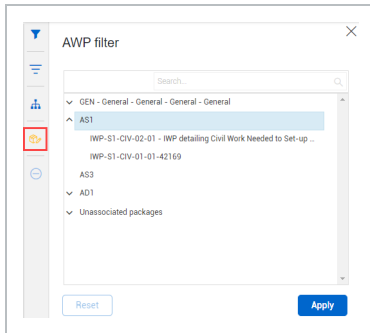 AWP filter
Search...
GEN - General - General - General - General
AS1
IWP-S1-CIV-02-01 - IWP detailing Civil Work Needed to Set-up ...
IWP-S1-CIV-01-01-42169
AS3
AD1
Unassociated packages
Reset
Apply